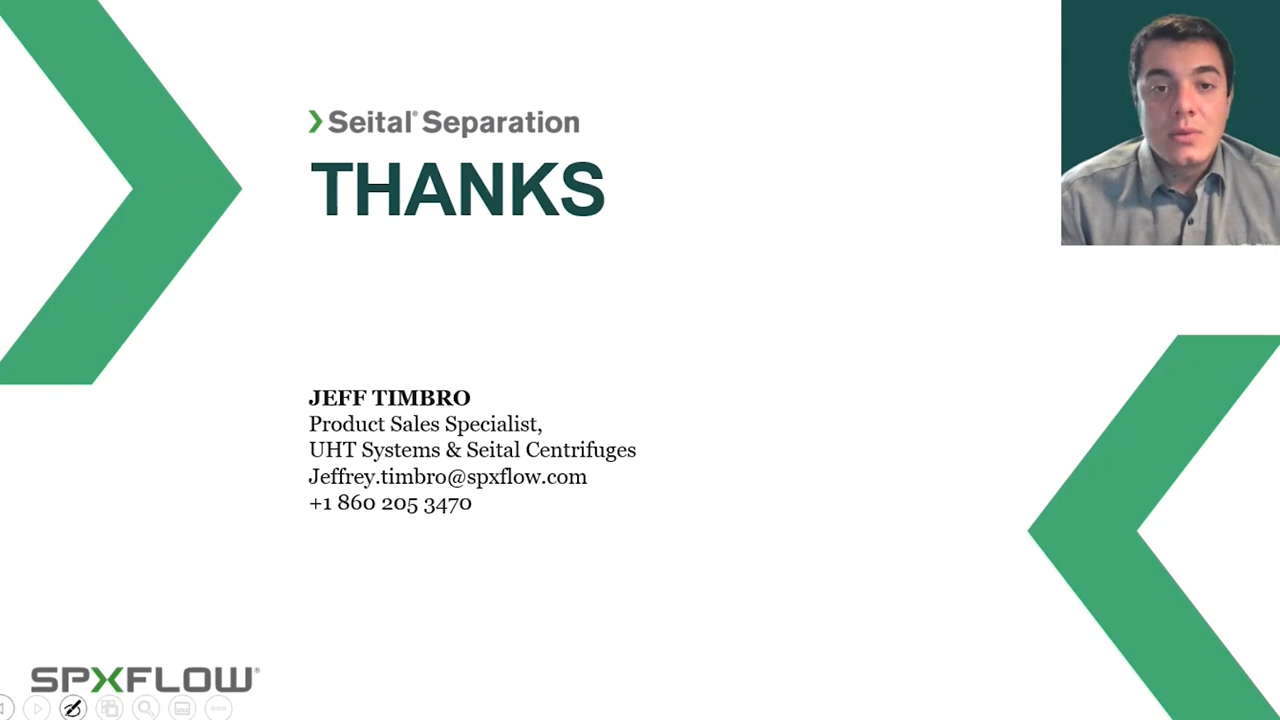 Seital® Separation
THANKS
JEFF TIMBRO
Product Sales Specialist,
UHT Systems & Seital Centrifuges
Jeffrey.timbro@spxflow.com
+1 860 205 3470
SPXFLOW®